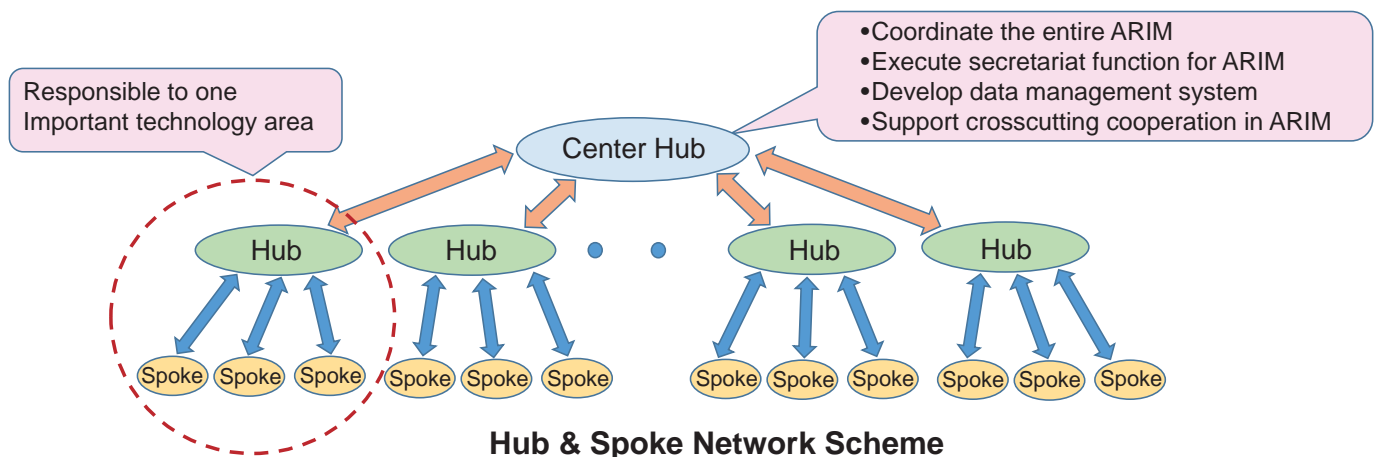 •Coordinate the entire ARIM
•Execute secretariat function for ARIM
•Develop data management system
•Support crosscutting cooperation in ARIM
Responsible to one
Important technology area
Center Hub
Hub
Hub
Hub
Hub
Spoke
Spoke
Spoke
Spoke
Spoke
Spoke
Spoke
Spoke
Spoke
Spoke
Spoke
Spoke
Hub & Spoke Network Scheme